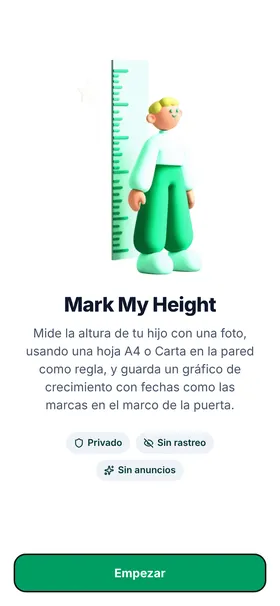 Mark My Height
Mide la altura de tu hijo con una foto,
usando una hoja A4 o Carta en la pared
como regla, y guarda un gráfico de
crecimiento con fechas como las
marcas en el marco de la puerta.
Privado
Sin rastreo
Sin anuncios
Empezar